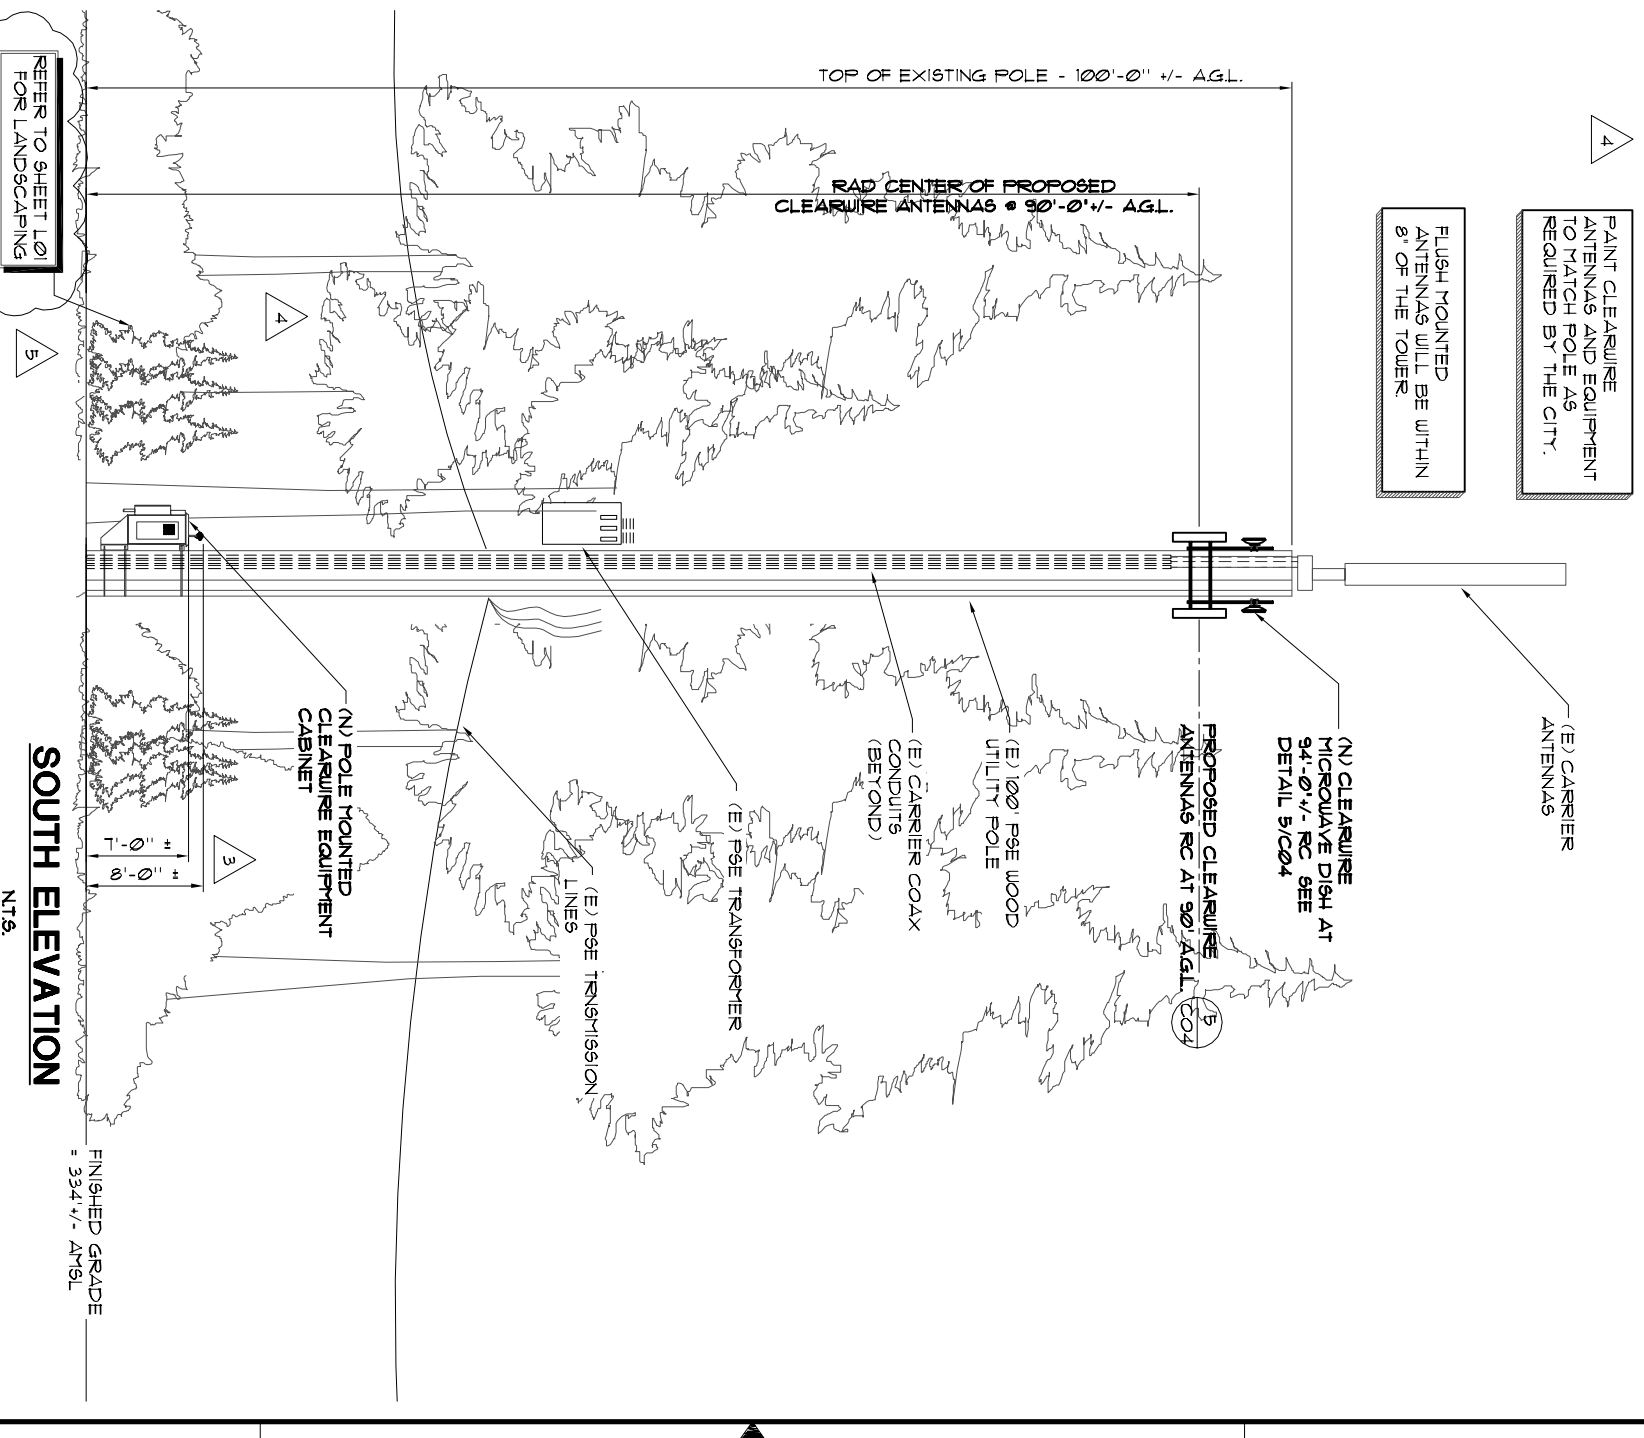 4
PAINT CLEARWIRE
ANTENNAS AND EQUIPMENT
TO MATCH POLE AS
REQUIRED BY THE CITY.
FLUSH MOUNTED
ANTENNAS WILL BE WITHIN
8" OF THE TOWER.
(E) CARRIER
ANTENNAS
(N) CLEARWIRE
MICROWAVE DISH AT
94'-0"+/- RC SEE
DETAIL 5/C04
TOP OF EXISTING POLE - 100'-0" +/- A.G.L.
RAD CENTER OF PROPOSED
CLEARWIRE ANTENNAS @ 90'-0"+/- A.G.L.
PROPOSED CLEARWIRE
ANTENNAS RC AT 90' A.G.L.
5
C04
(E) 100' PSE WOOD
UTILITY POLE
(E) CARRIER COAX
CONDUITS
(BEYOND)
(E) PSE TRANSFORMER
(E) PSE TRNSMISSION
LINES
4
(N) POLE MOUNTED
CLEARWIRE EQUIPMENT
CABINET
3
7'-0" ±
8'-0" ±
REFER TO SHEET L01
FOR LANDSCAPING
5
FINISHED GRADE
= 334'+/- AMSL
SOUTH ELEVATION
N.T.S.